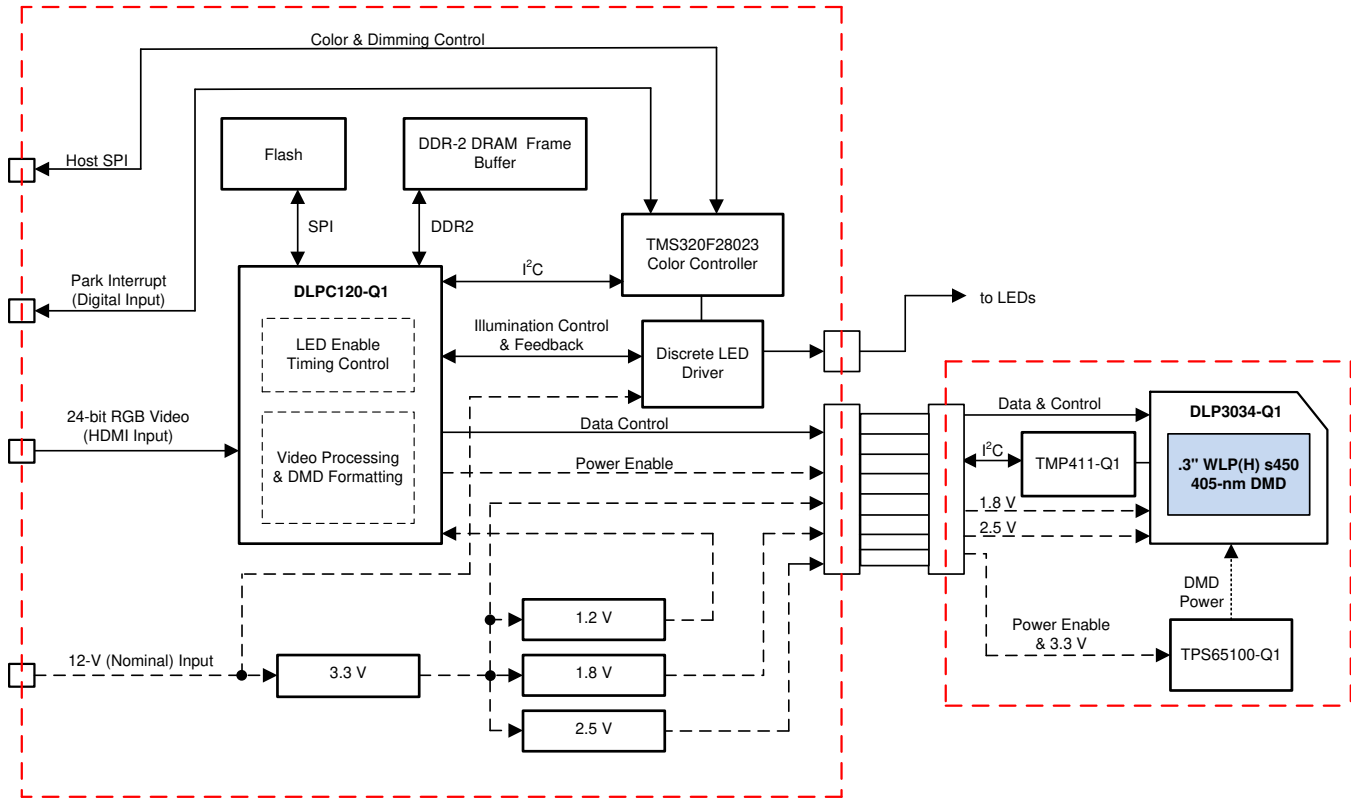 Color & Dimming Control
Host SPI
Flash
DDR-2 DRAM Frame
Buffer
SPI
DDR2
TMS320F28023
Color Controller
I²C
Park Interrupt
(Digital Input)
DLPC120-Q1
LED Enable
Timing Control
Illumination Control
& Feedback
Discrete LED
Driver
to LEDs
24-bit RGB Video
(HDMI Input)
Video Processing
& DMD Formatting
Data Control
Power Enable
Data & Control
DLP3034-Q1
I²C
TMP411-Q1
.3" WLP(H) s450
405-nm DMD
1.8 V
2.5 V
DMD
Power
Power Enable
& 3.3 V
TPS65100-Q1
12-V (Nominal) Input
3.3 V
1.2 V
1.8 V
2.5 V